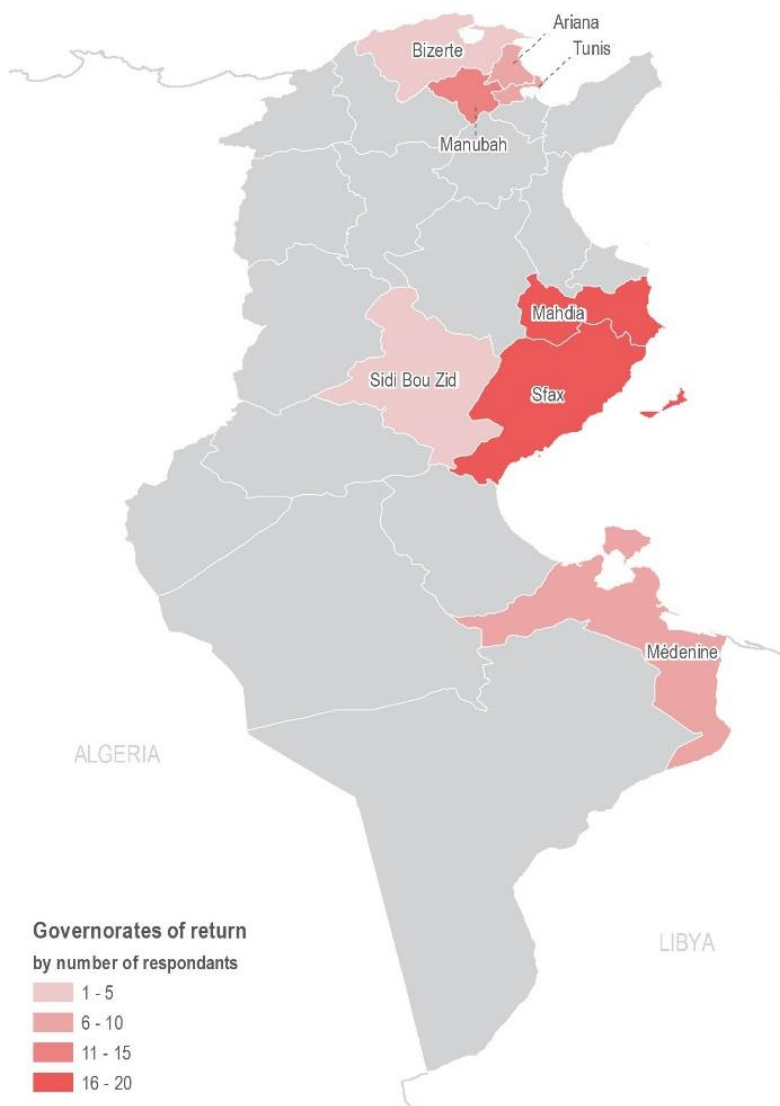 Ariana
Bizerte
Tunis
Manubah
Mahdia
Sidi Bou Zid
Sfax
Médenine
ALGERIA
LIBYA
Governorates of return
by number of respondants
1 - 5
6 - 10
11 - 15
16 - 20